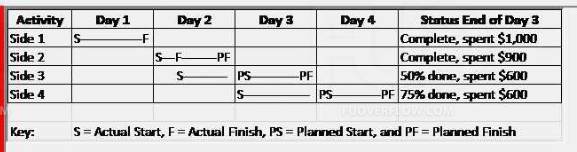 Activity Day 1 Day 2 Day 3 Day 4 Status End of Day 3
Side 1 S F Complete, spent $1,000
Side 2 S F PF Complete, spent $900
Side 3 S PS PF 50% done, spent $600
Side 4 S PS PF 75% done, spent $600
Key: S = Actual Start, F = Actual Finish, PS = Planned Start, and PF = Planned Finish